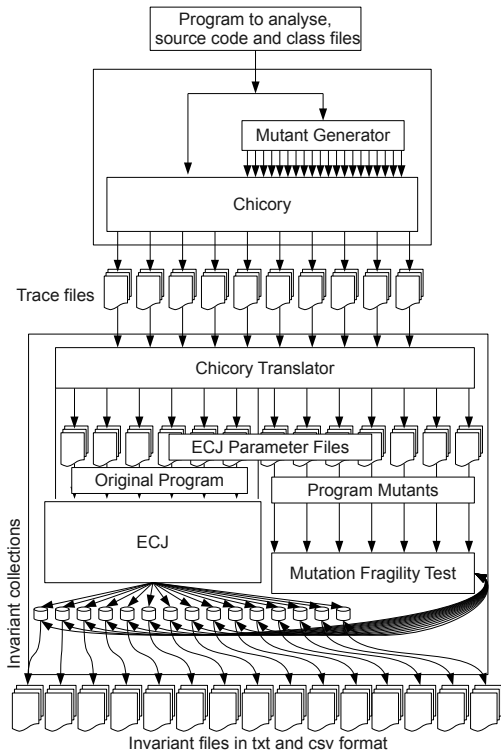 Program to analyse,
source code and class files
Mutant Generator
Chicory
Trace files
Chicory Translator
ECJ Parameter Files
Original Program
Program Mutants
ECJ
Mutation Fragility Test
Invariant collections
Invariant files in txt and csv format